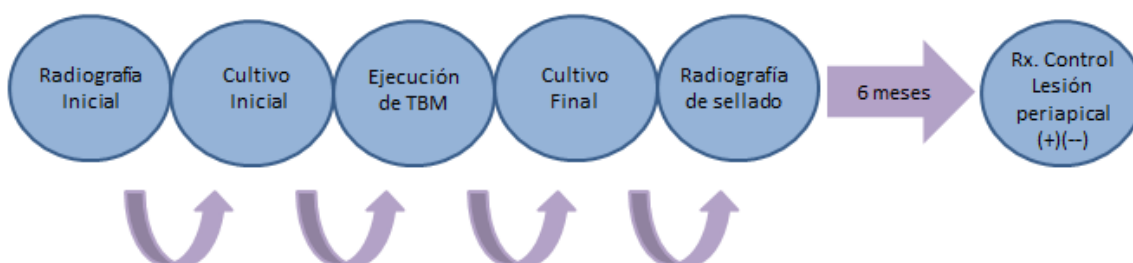 Radiografía
Inicial
Cultivo
Inicial
Ejecución
de TBM
Cultivo
Final
Radiografía
de sellado
6 meses
Rx. Control
Lesión
periapical
(+)(--)